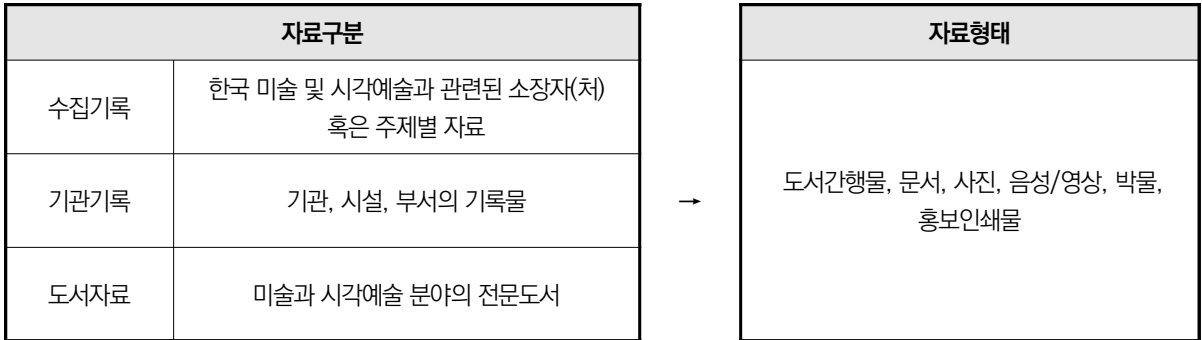 자료구분
수집기록
한국 미술 및 시각예술과 관련된 소장자(처)
혹은 주제별 자료
기관기록
기관, 시설, 부서의 기록물
도서자료
미술과 시각예술 분야의 전문도서
→
자료형태
도서간행물, 문서, 사진, 음성/영상, 박물,
홍보인쇄물